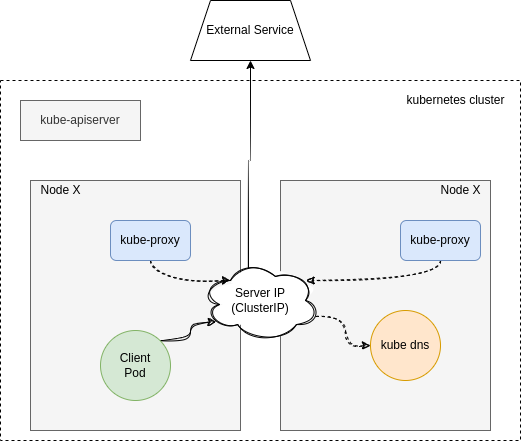 External Service
kubernetes cluster
kube-apiserver
Node X
Node X
kube-proxy
kube-proxy
Server IP
(ClusterIP)
Client
Pod
kube dns